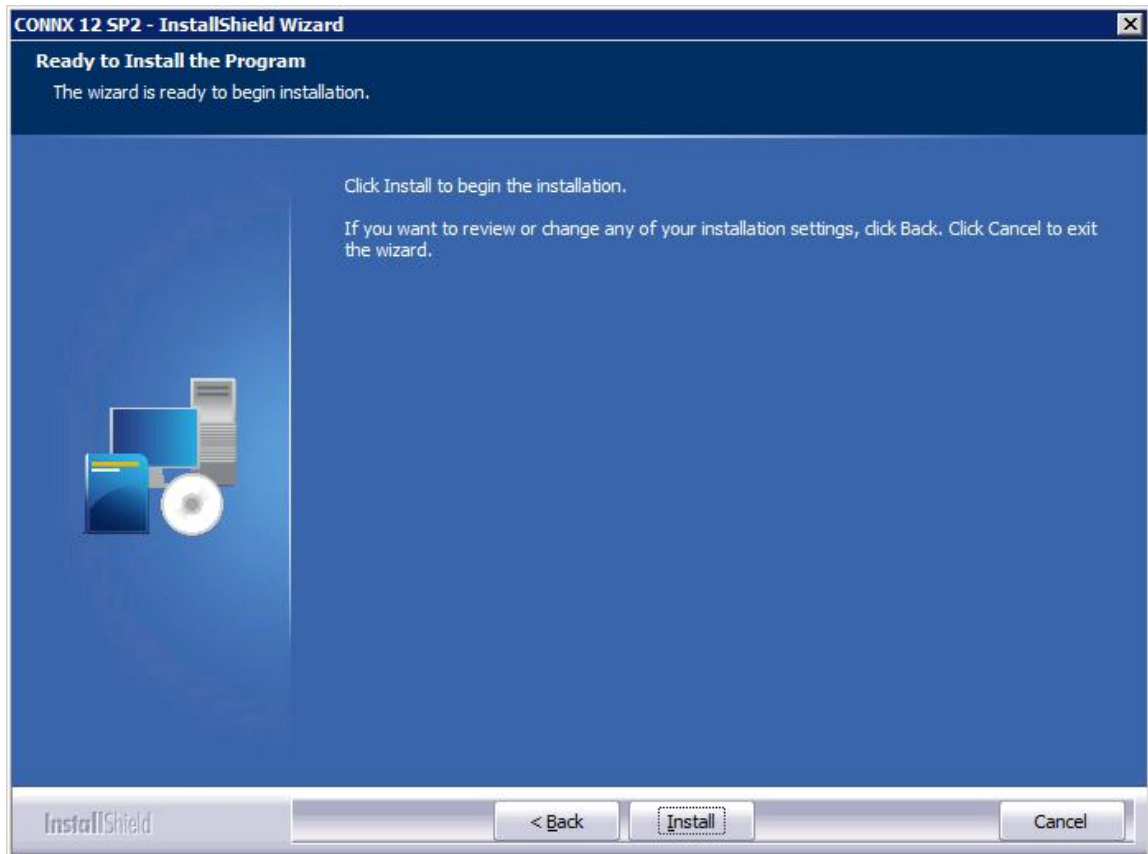 CONNX 12 SP2 - InstallShield Wizard
Ready to Install the Program
The wizard is ready to begin installation.
Click Install to begin the installation.
If you want to review or change any of your installation settings, click Back. Click Cancel to exit
the wizard.
InstallShield
< Back
Install
Cancel